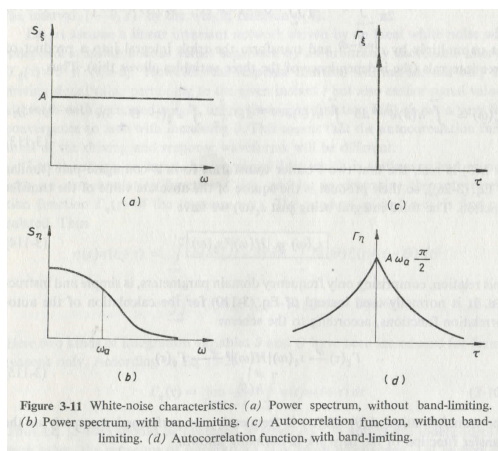 S_ξ
A
ω
(a)
Γ_ξ
τ
(c)
S_η
ω_a
ω
(b)
Γ_η
A ω_a π/2
τ
(d)
Figure 3-11 White-noise characteristics. (a) Power spectrum, without band-limiting.
(b) Power spectrum, with band-limiting. (c) Autocorrelation function, without band-
limiting. (d) Autocorrelation function, with band-limiting.